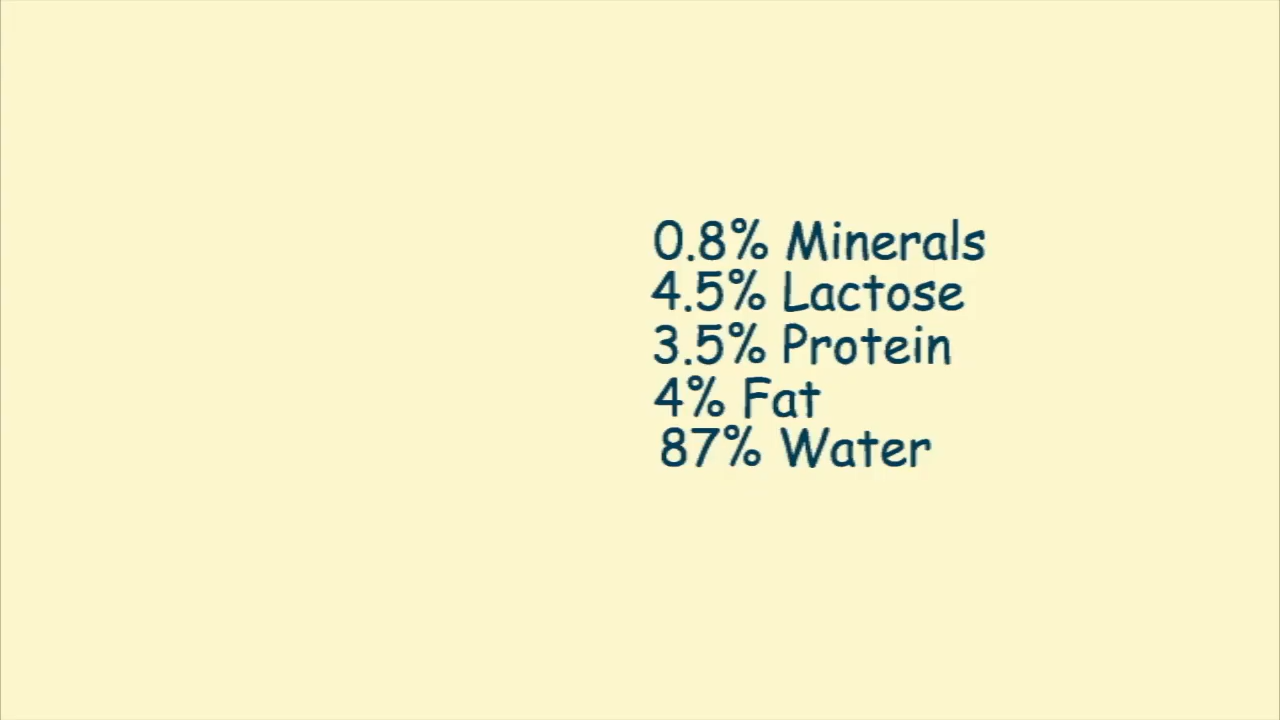 0.8% Minerals
4.5% Lactose
3.5% Protein
4% Fat
87% Water